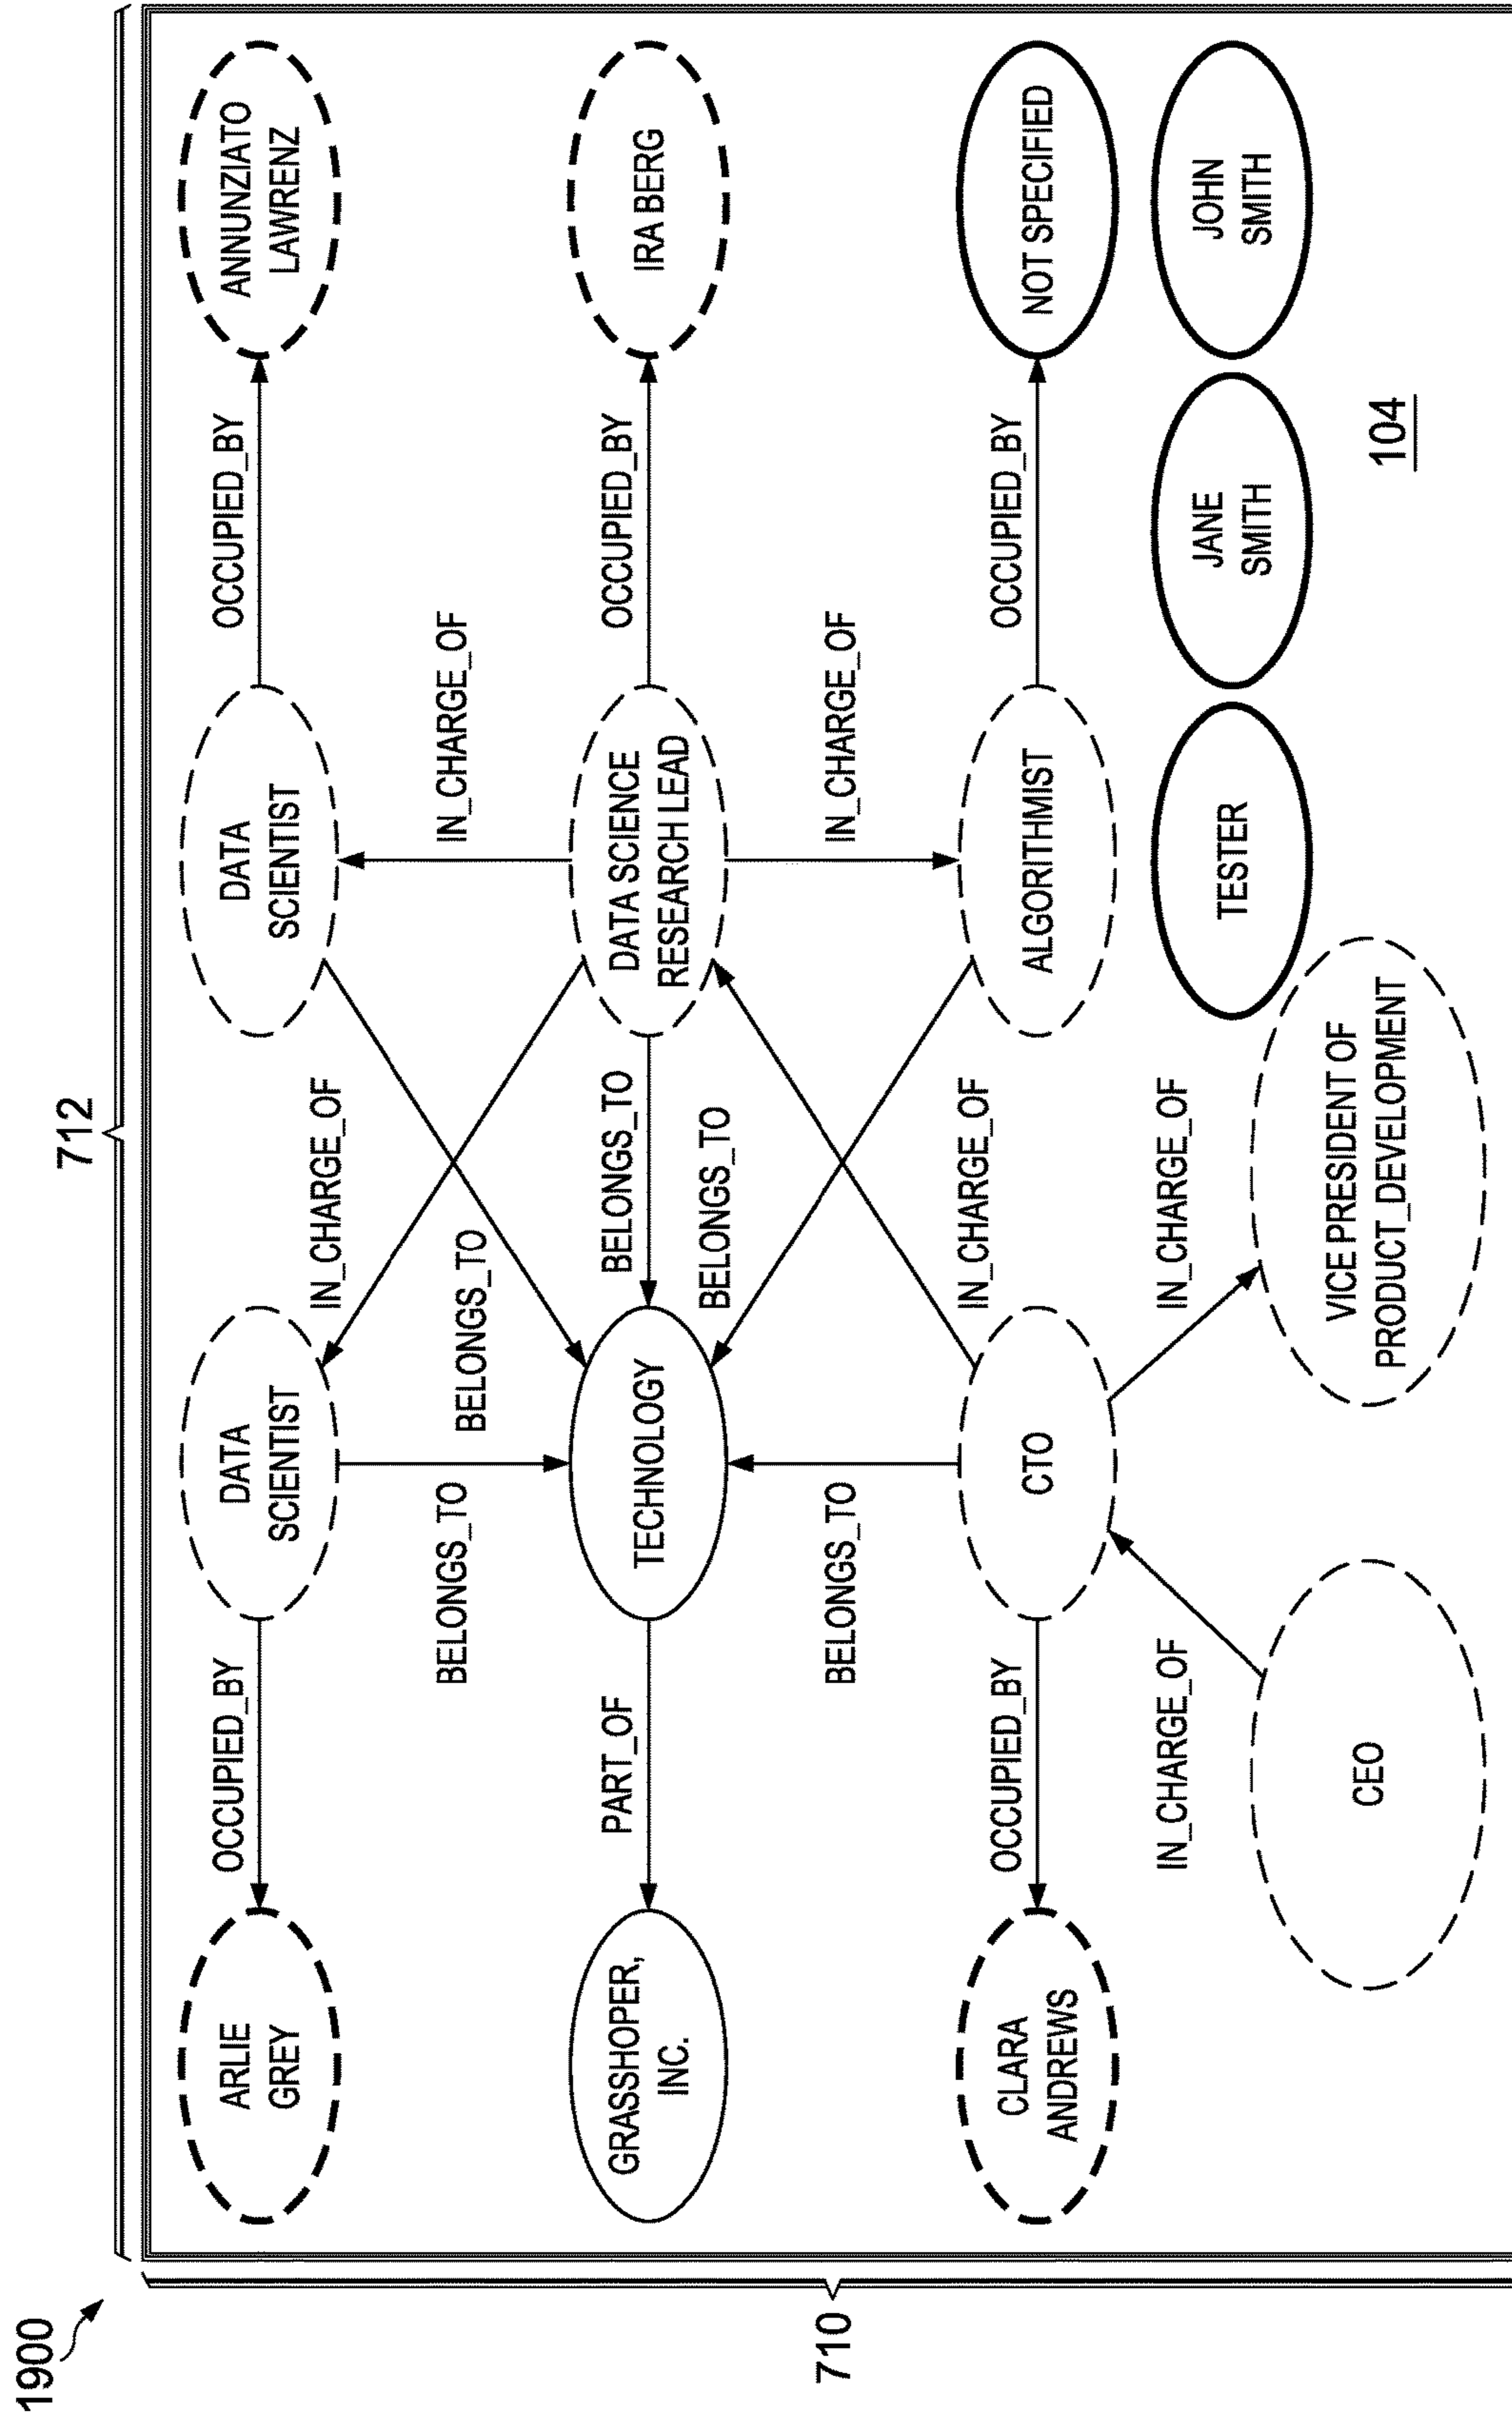 1900
712
710
ARLIE
GREY
OCCUPIED_BY
DATA
SCIENTIST
DATA
SCIENTIST
OCCUPIED_BY
ANNUNZIATO
LAWRENZ
BELONGS_TO
BELONGS_TO
IN_CHARGE_OF
IN_CHARGE_OF
GRASSHOPER,
INC.
PART_OF
TECHNOLOGY
BELONGS_TO
DATA SCIENCE
RESEARCH LEAD
OCCUPIED_BY
IRA BERG
BELONGS_TO
BELONGS_TO
IN_CHARGE_OF
IN_CHARGE_OF
CLARA
ANDREWS
OCCUPIED_BY
CTO
ALGORITHMIST
OCCUPIED_BY
NOT SPECIFIED
IN_CHARGE_OF
IN_CHARGE_OF
TESTER
JANE
SMITH
JOHN
SMITH
CEO
VICE PRESIDENT OF
PRODUCT_DEVELOPMENT
104